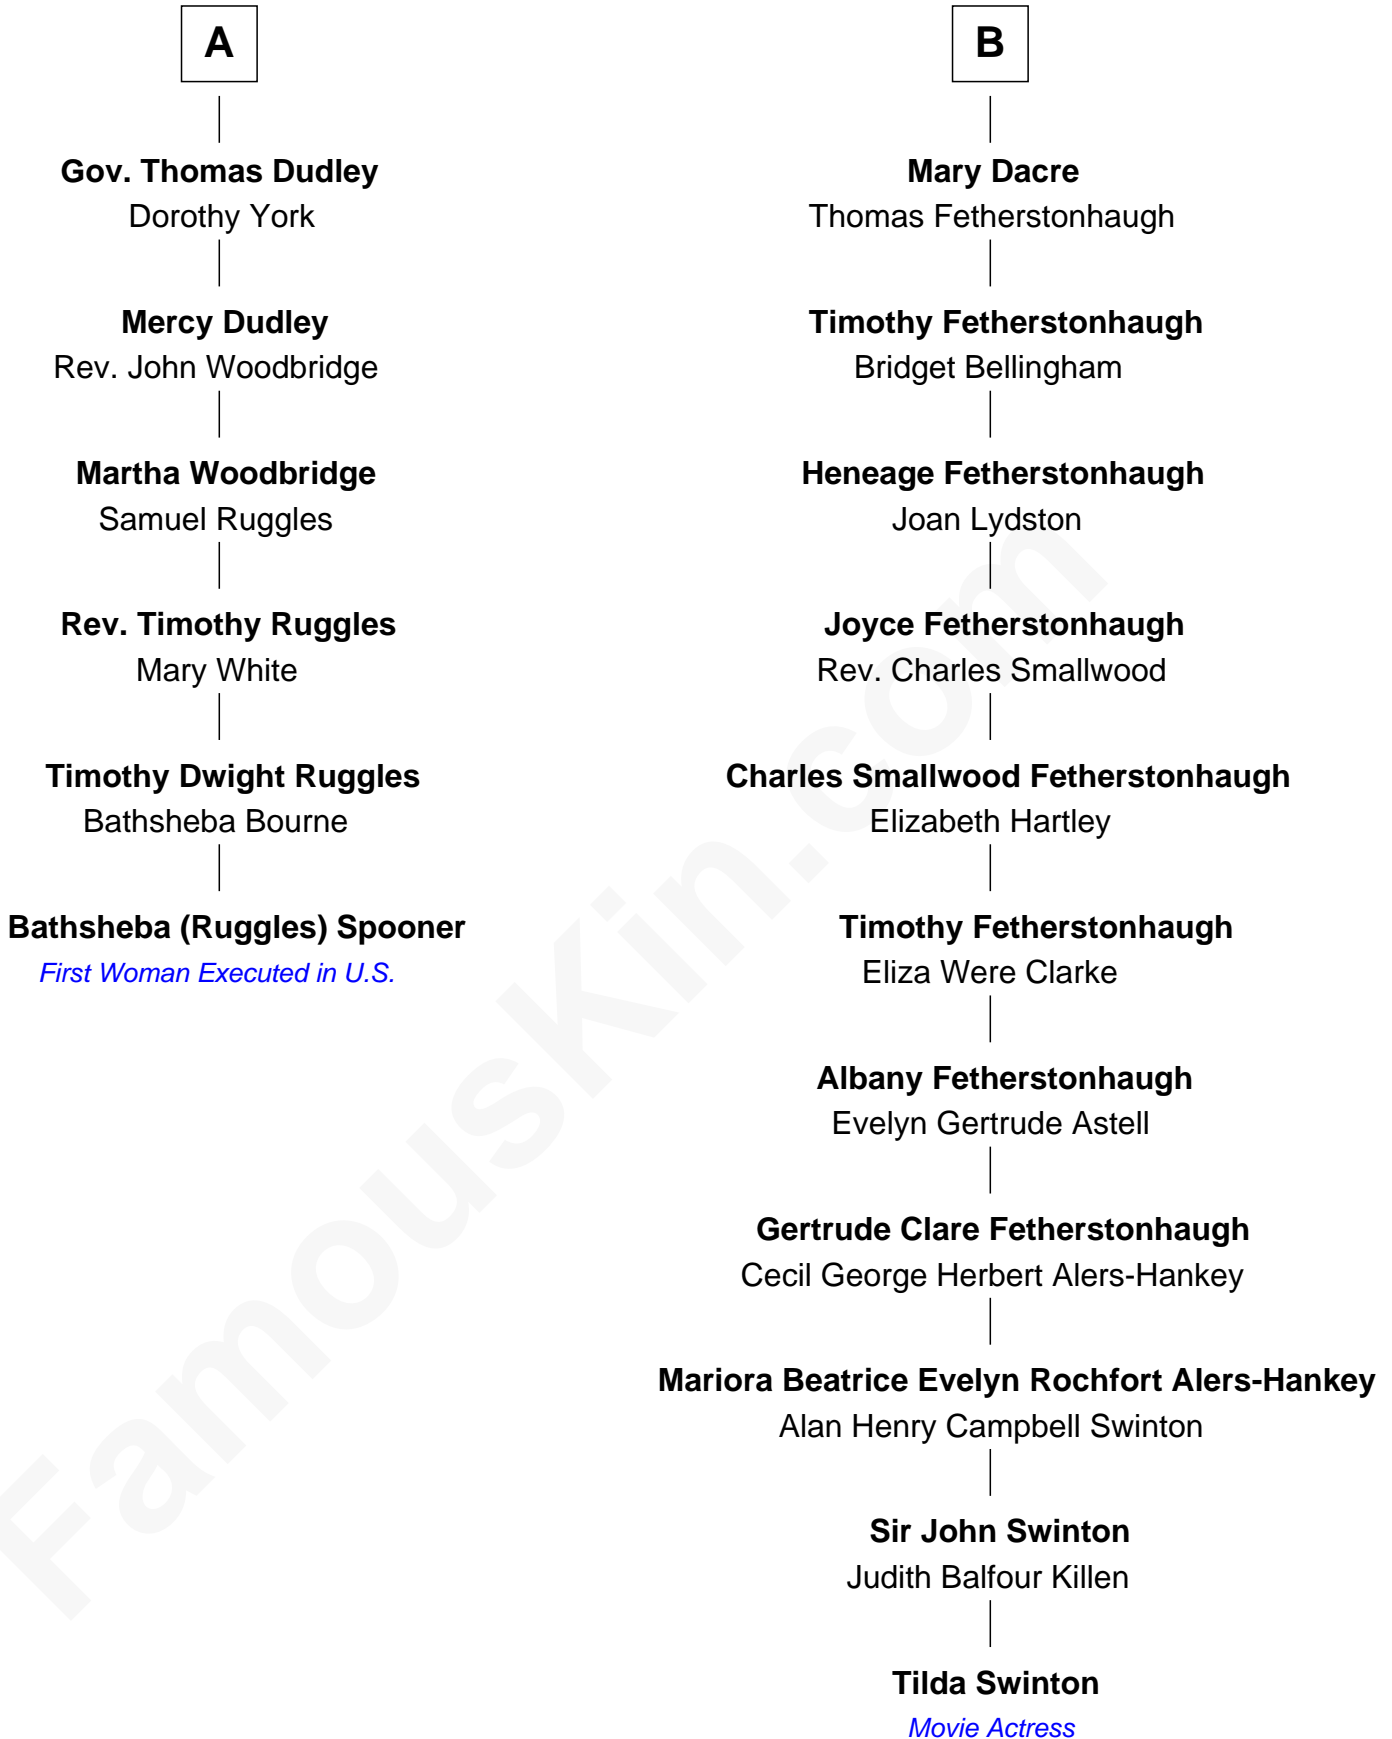 A
Gov. Thomas Dudley
Dorothy York
Mercy Dudley
Rev. John Woodbridge
Martha Woodbridge
Samuel Ruggles
Rev. Timothy Ruggles
Mary White
Timothy Dwight Ruggles
Bathsheba Bourne
Bathsheba (Ruggles) Spooner
First Woman Executed in U.S.
B
Mary Dacre
Thomas Fetherstonhaugh
Timothy Fetherstonhaugh
Bridget Bellingham
Heneage Fetherstonhaugh
Joan Lydston
Joyce Fetherstonhaugh
Rev. Charles Smallwood
Charles Smallwood Fetherstonhaugh
Elizabeth Hartley
Timothy Fetherstonhaugh
Eliza Were Clarke
Albany Fetherstonhaugh
Evelyn Gertrude Astell
Gertrude Clare Fetherstonhaugh
Cecil George Herbert Alers-Hankey
Mariora Beatrice Evelyn Rochfort Alers-Hankey
Alan Henry Campbell Swinton
Sir John Swinton
Judith Balfour Killen
Tilda Swinton
Movie Actress
FamousKin.com